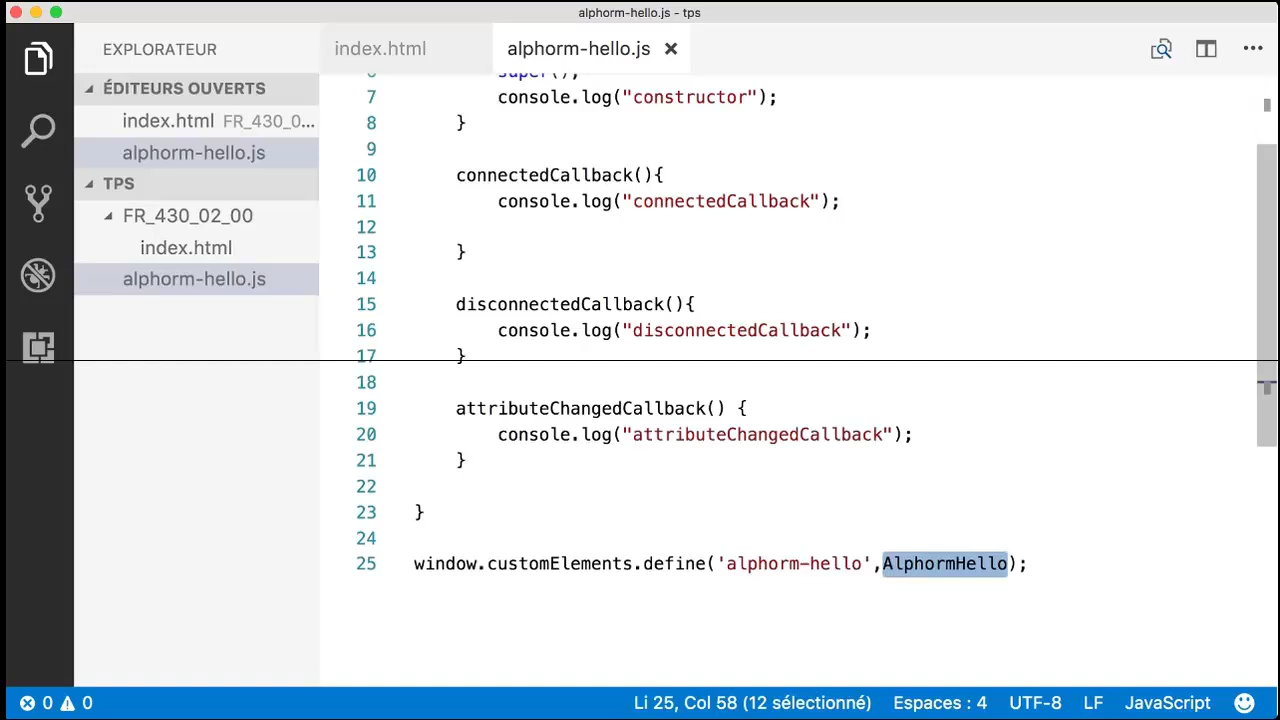 alphorm-hello.js - tps
EXPLORATEUR
index.html
alphorm-hello.js
ÉDITEURS OUVERTS
index.html FR_430_0...
alphorm-hello.js
TPS
FR_430_02_00
index.html
alphorm-hello.js
6 super();
7 console.log("constructor");
8 }
9
10 connectedCallback(){
11 console.log("connectedCallback");
12
13 }
14
15 disconnectedCallback(){
16 console.log("disconnectedCallback");
17 }
18
19 attributeChangedCallback() {
20 console.log("attributeChangedCallback");
21 }
22
23 }
24
25 window.customElements.define('alphorm-hello',AlphormHello);
0 0
Li 25, Col 58 (12 sélectionné)
Espaces : 4
UTF-8
LF
JavaScript